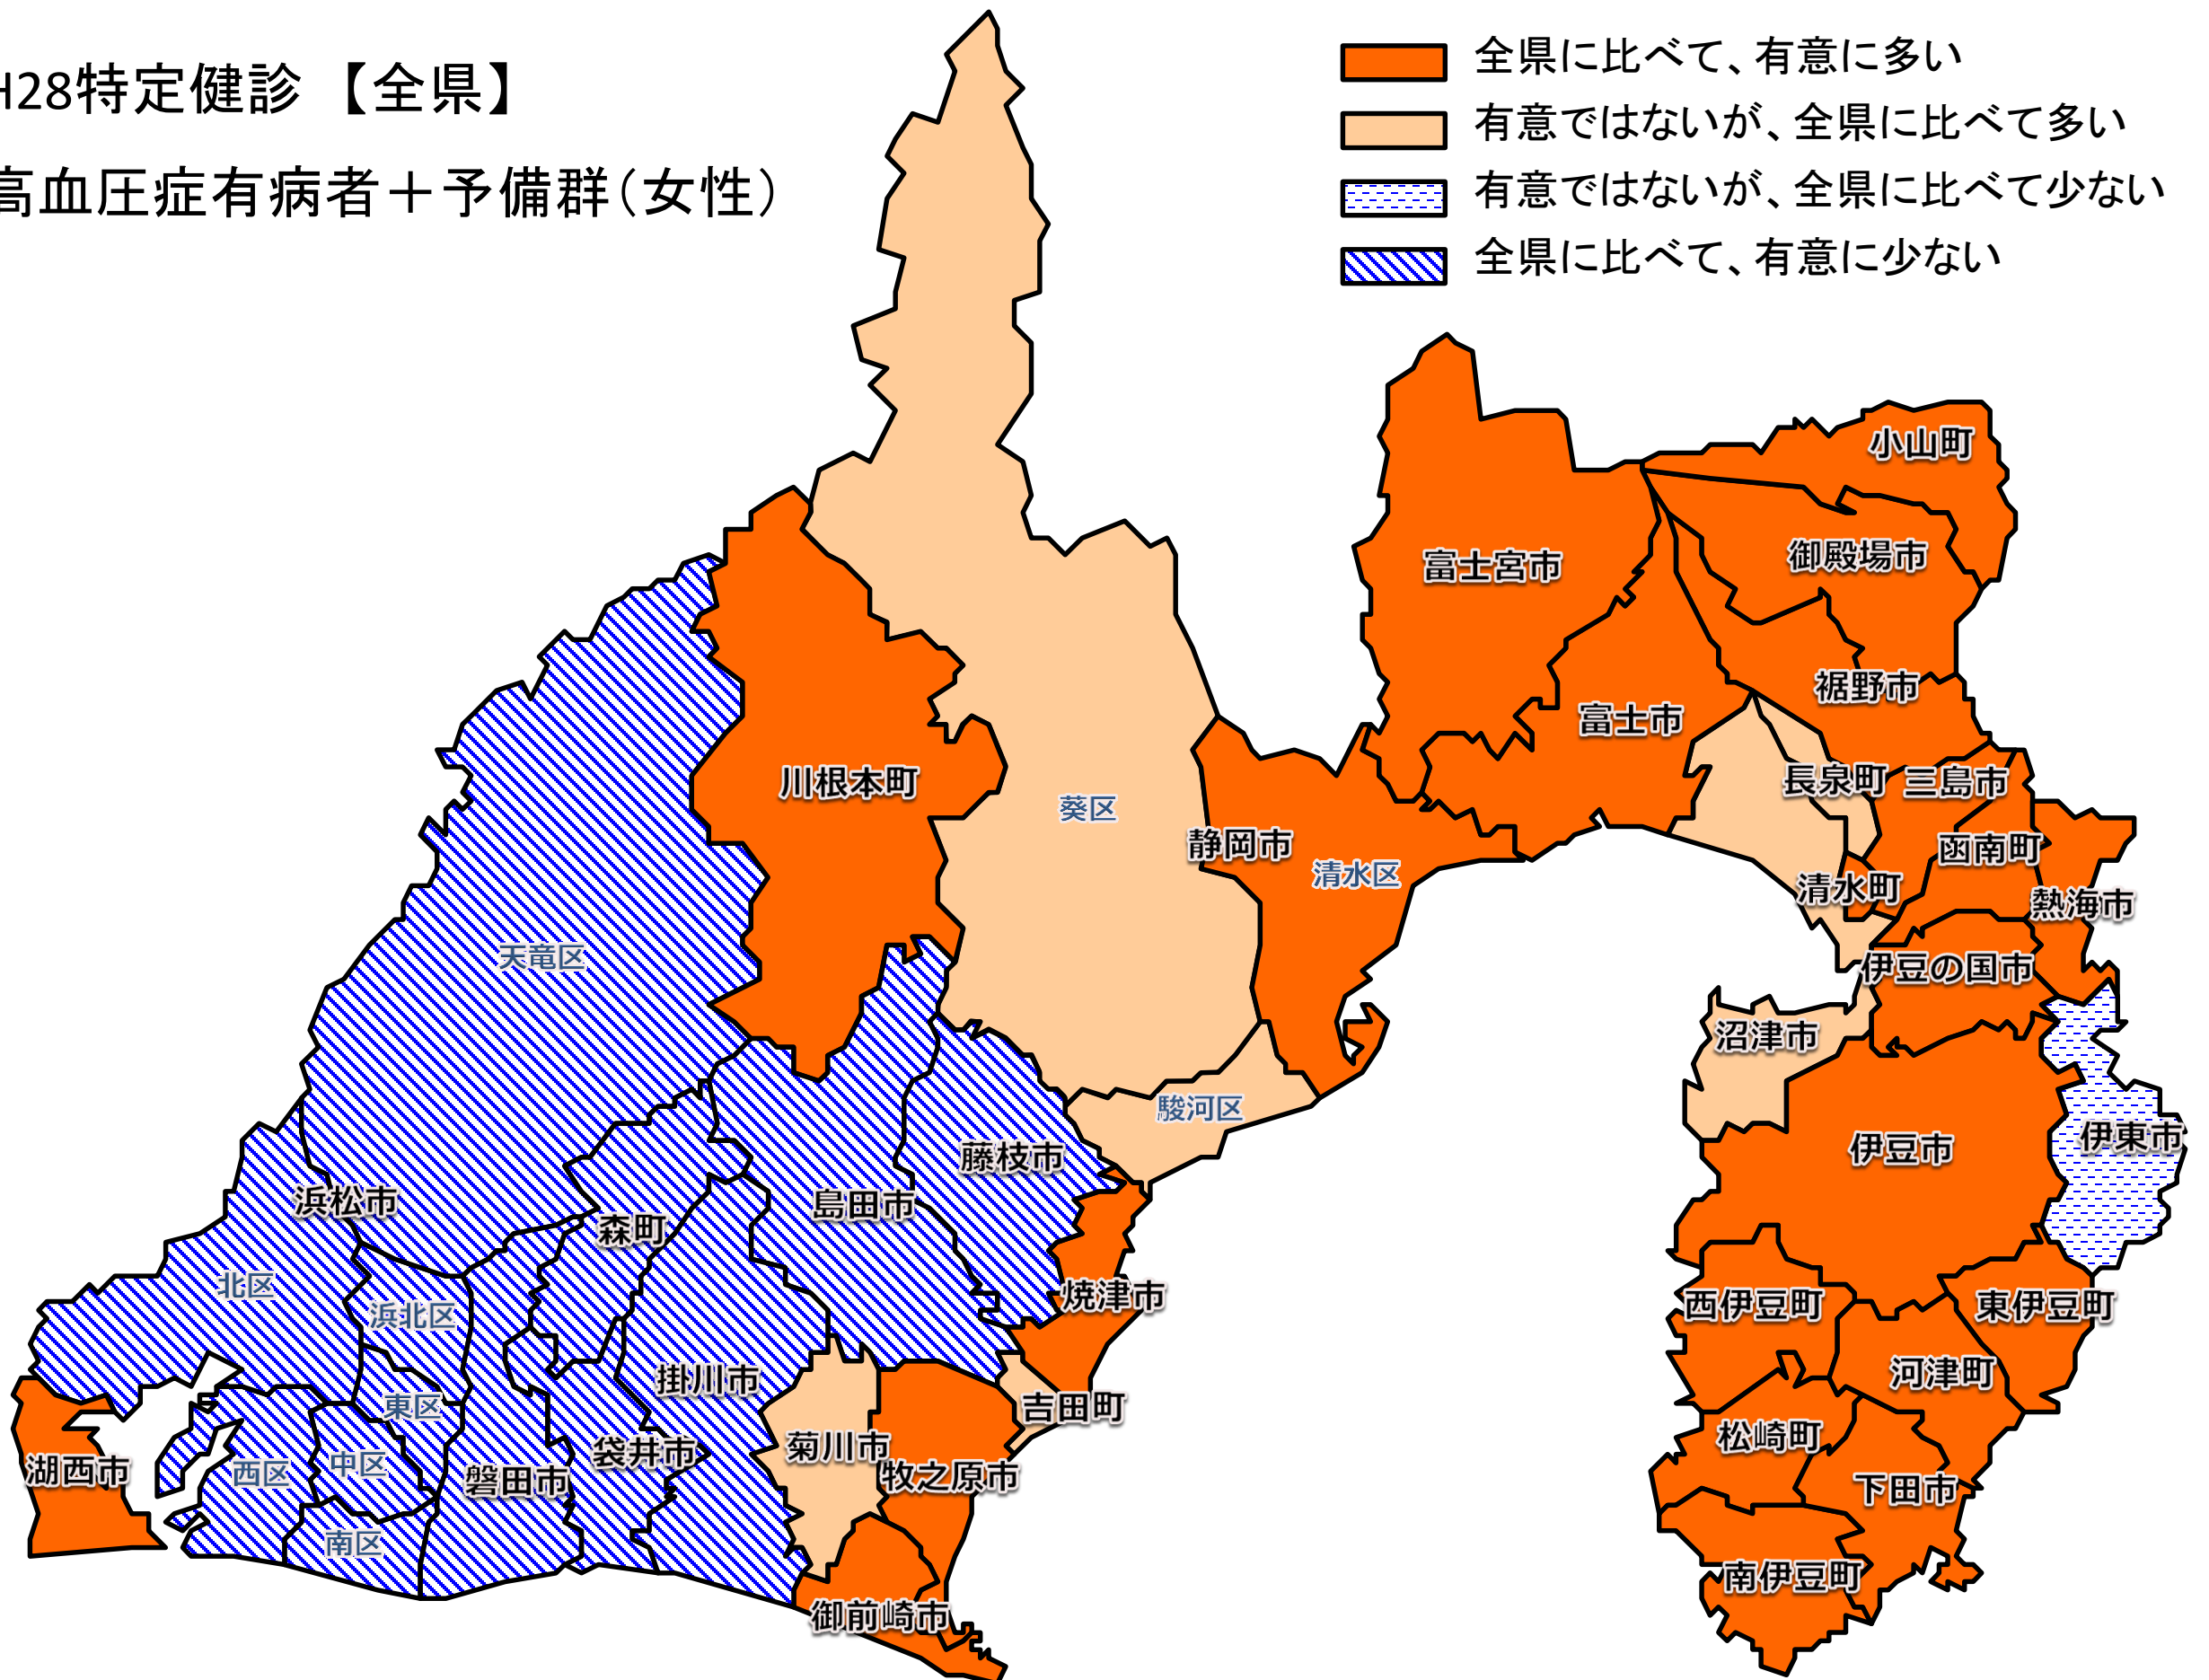 H28特定健診 【全県】
高血圧症有病者＋予備群（女性）
全県に比べて、有意に多い
有意ではないが、全県に比べて多い
有意ではないが、全県に比べて少ない
全県に比べて、有意に少ない
小山町
御殿場市
富士宮市
裾野市
富士市
長泉町
三島市
川根本町
葵区
静岡市
清水区
函南町
清水町
熱海市
天竜区
伊豆の国市
沼津市
駿河区
伊東市
伊豆市
藤枝市
浜松市
島田市
森町
北区
焼津市
浜北区
西伊豆町
東伊豆町
掛川市
河津町
東区
吉田町
松崎町
菊川市
袋井市
湖西市
西区
中区
磐田市
牧之原市
下田市
南区
南伊豆町
御前崎市